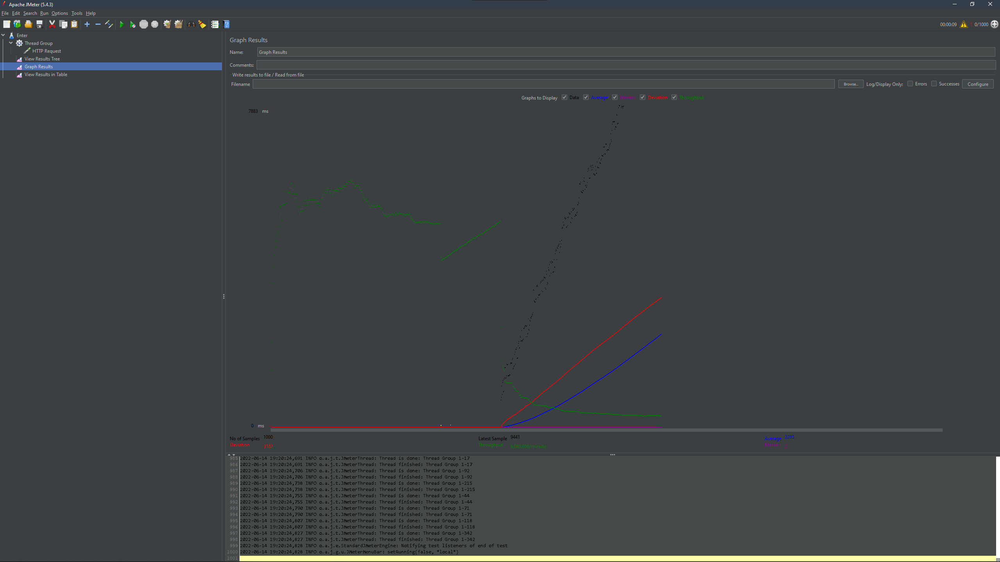 Apache JMeter (5.4.3)
File Edit Search Run Options Tools Help
00:00:09 1 0/1000
Enter
Thread Group
HTTP Request
View Results Tree
Graph Results
View Results in Table
Graph Results
Name: Graph Results
Comments:
Write results to file / Read from file
Filename Browse... Log/Display Only: Errors Successes Configure
Graphs to Display Data Average Median Deviation Throughput
7883 ms
0 ms
No of Samples 1000 Latest Sample 9441 Average 2285
Deviation 3182 Throughput 6,063.056/minute Median
985 2022-06-14 19:20:24,691 INFO o.a.j.t.JMeterThread: Thread is done: Thread Group 1-17
986 2022-06-14 19:20:24,691 INFO o.a.j.t.JMeterThread: Thread finished: Thread Group 1-17
987 2022-06-14 19:20:24,706 INFO o.a.j.t.JMeterThread: Thread is done: Thread Group 1-92
988 2022-06-14 19:20:24,706 INFO o.a.j.t.JMeterThread: Thread finished: Thread Group 1-92
989 2022-06-14 19:20:24,738 INFO o.a.j.t.JMeterThread: Thread is done: Thread Group 1-215
990 2022-06-14 19:20:24,738 INFO o.a.j.t.JMeterThread: Thread finished: Thread Group 1-215
991 2022-06-14 19:20:24,755 INFO o.a.j.t.JMeterThread: Thread is done: Thread Group 1-44
992 2022-06-14 19:20:24,755 INFO o.a.j.t.JMeterThread: Thread finished: Thread Group 1-44
993 2022-06-14 19:20:24,790 INFO o.a.j.t.JMeterThread: Thread is done: Thread Group 1-71
994 2022-06-14 19:20:24,790 INFO o.a.j.t.JMeterThread: Thread finished: Thread Group 1-71
995 2022-06-14 19:20:24,807 INFO o.a.j.t.JMeterThread: Thread is done: Thread Group 1-118
996 2022-06-14 19:20:24,807 INFO o.a.j.t.JMeterThread: Thread finished: Thread Group 1-118
997 2022-06-14 19:20:24,827 INFO o.a.j.t.JMeterThread: Thread is done: Thread Group 1-342
998 2022-06-14 19:20:24,827 INFO o.a.j.t.JMeterThread: Thread finished: Thread Group 1-342
999 2022-06-14 19:20:24,828 INFO o.a.j.e.StandardJMeterEngine: Notifying test listeners of end of test
1000 2022-06-14 19:20:24,828 INFO o.a.j.g.u.JMeterMenuBar: setRunning(false, *local*)
1001